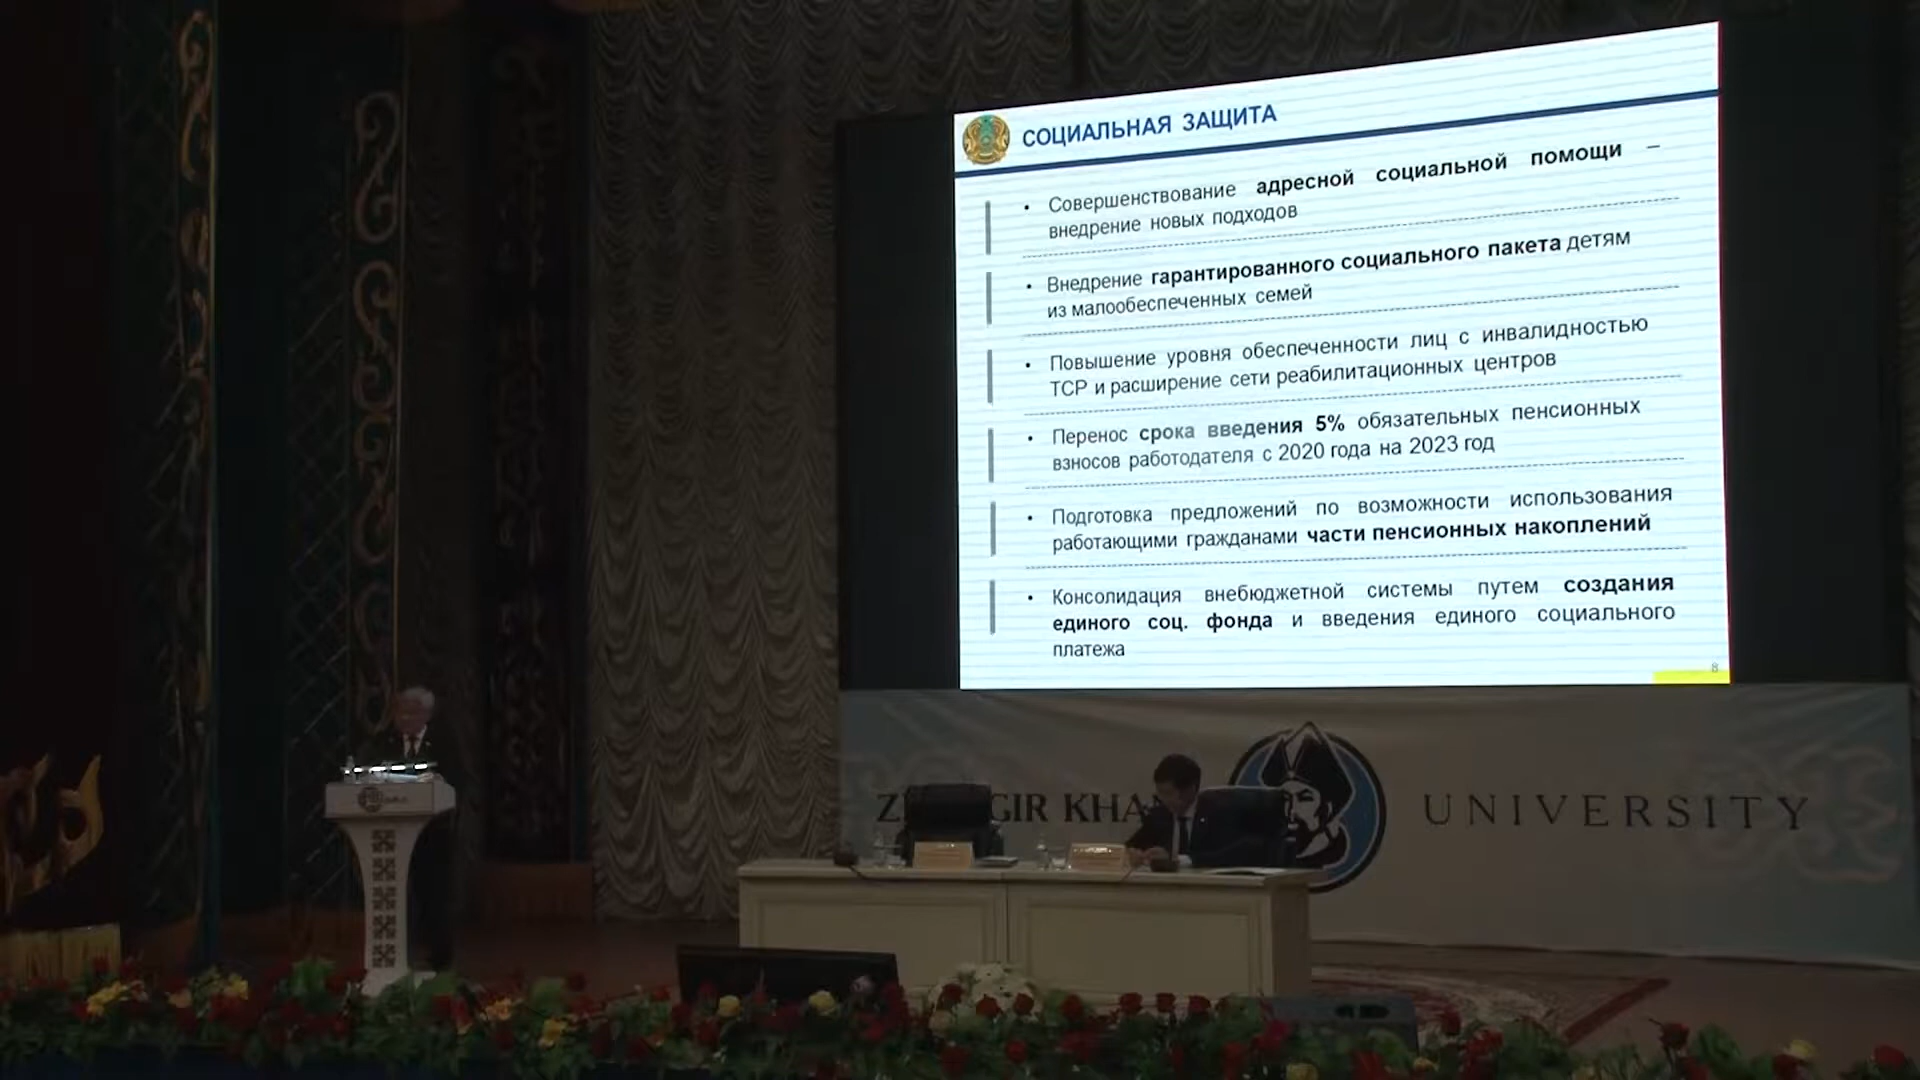 СОЦИАЛЬНАЯ ЗАЩИТА
• Совершенствование адресной социальной помощи –
внедрение новых подходов
• Внедрение гарантированного социального пакета детям
из малообеспеченных семей
• Повышение уровня обеспеченности лиц с инвалидностью
ТСР и расширение сети реабилитационных центров
• Перенос срока введения 5% обязательных пенсионных
взносов работодателя с 2020 года на 2023 год
• Подготовка предложений по возможности использования
работающими гражданами части пенсионных накоплений
• Консолидация внебюджетной системы путем создания
единого соц. фонда и введения единого социального
платежа
8
GIR KHA UNIVERSITY